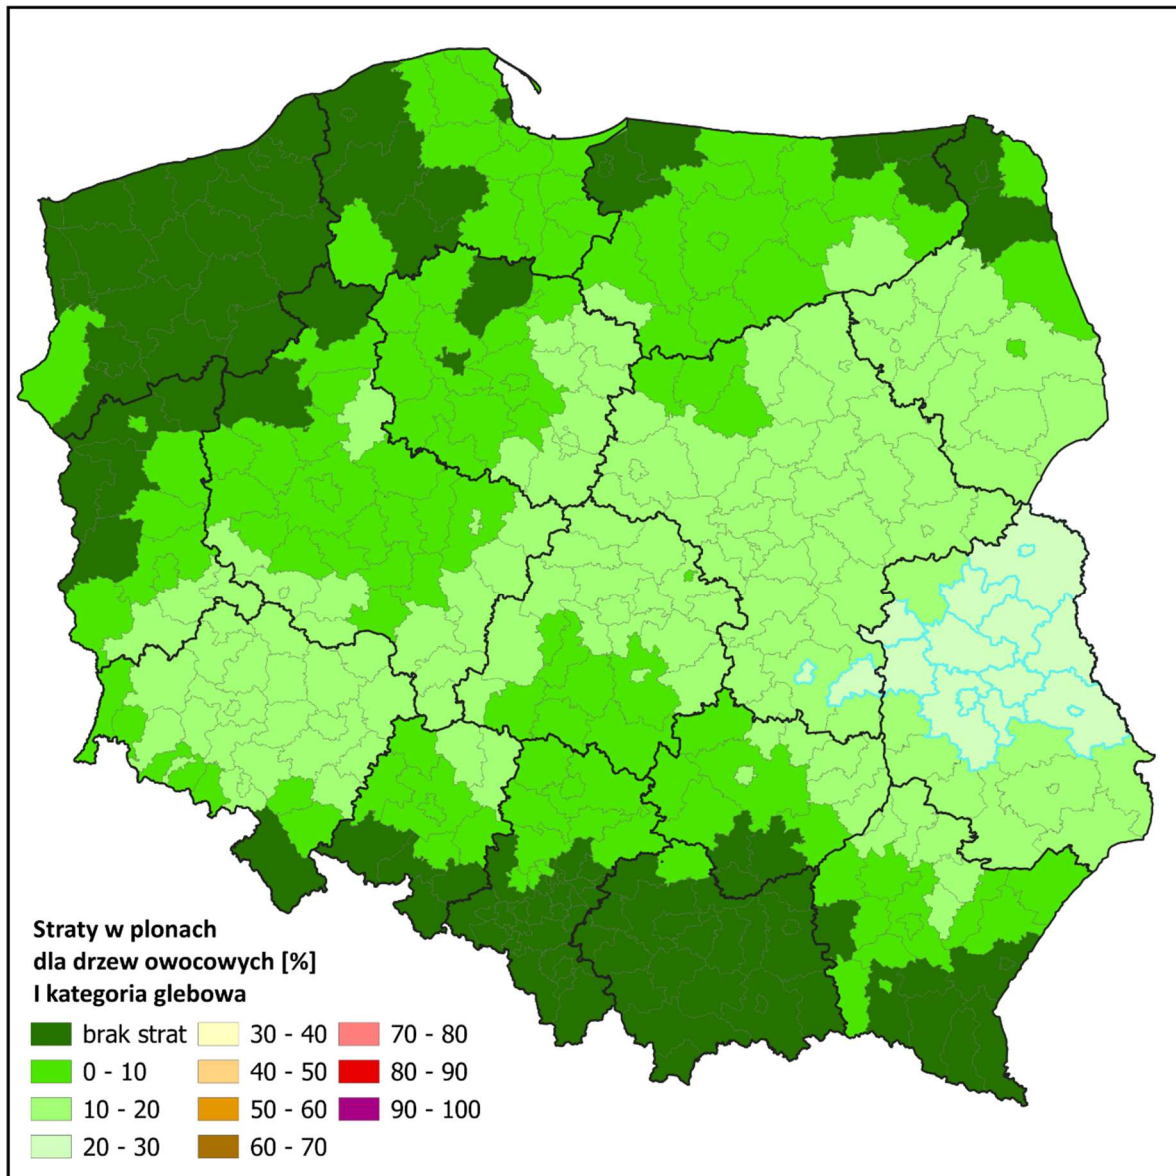 Straty w plonach
dla drzew owocowych [%]
I kategoria glebowa
brak strat
0 - 10
10 - 20
20 - 30
30 - 40
40 - 50
50 - 60
60 - 70
70 - 80
80 - 90
90 - 100